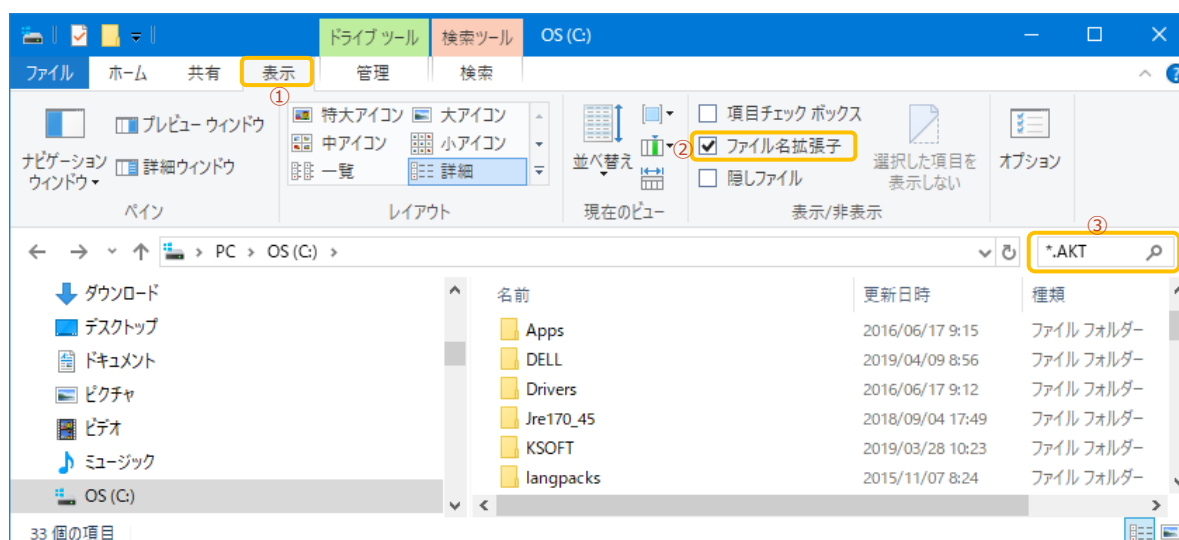 ドライブ ツール 検索ツール OS (C:)
ファイル ホーム 共有 表示 管理 検索
①
プレビュー ウィンドウ 特大アイコン 大アイコン 項目チェック ボックス
中アイコン 小アイコン ② ファイル名拡張子
ナビゲーション ウィンドウ 詳細ウィンドウ 一覧 詳細 並べ替え 隠しファイル 選択した項目を 表示しない オプション
ペイン レイアウト 現在のビュー 表示/非表示
③
PC OS (C:) *.AKT
ダウンロード
デスクトップ
ドキュメント
ピクチャ
ビデオ
ミュージック
OS (C:)
名前 更新日時 種類
Apps 2016/06/17 9:15 ファイル フォルダー
DELL 2019/04/09 8:56 ファイル フォルダー
Drivers 2016/06/17 9:12 ファイル フォルダー
Jre170_45 2018/09/04 17:49 ファイル フォルダー
KSOFT 2019/03/28 10:23 ファイル フォルダー
langpacks 2015/11/07 8:24 ファイル フォルダー
33 個の項目